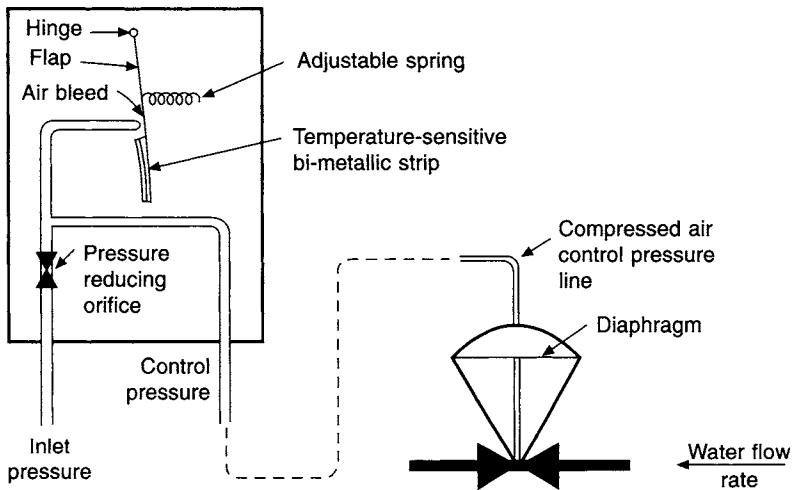 Hinge
Flap
Air bleed
Adjustable spring
Temperature-sensitive
bi-metallic strip
Pressure
reducing
orifice
Compressed air
control pressure
line
Diaphragm
Control
pressure
Inlet
pressure
Water flow
rate